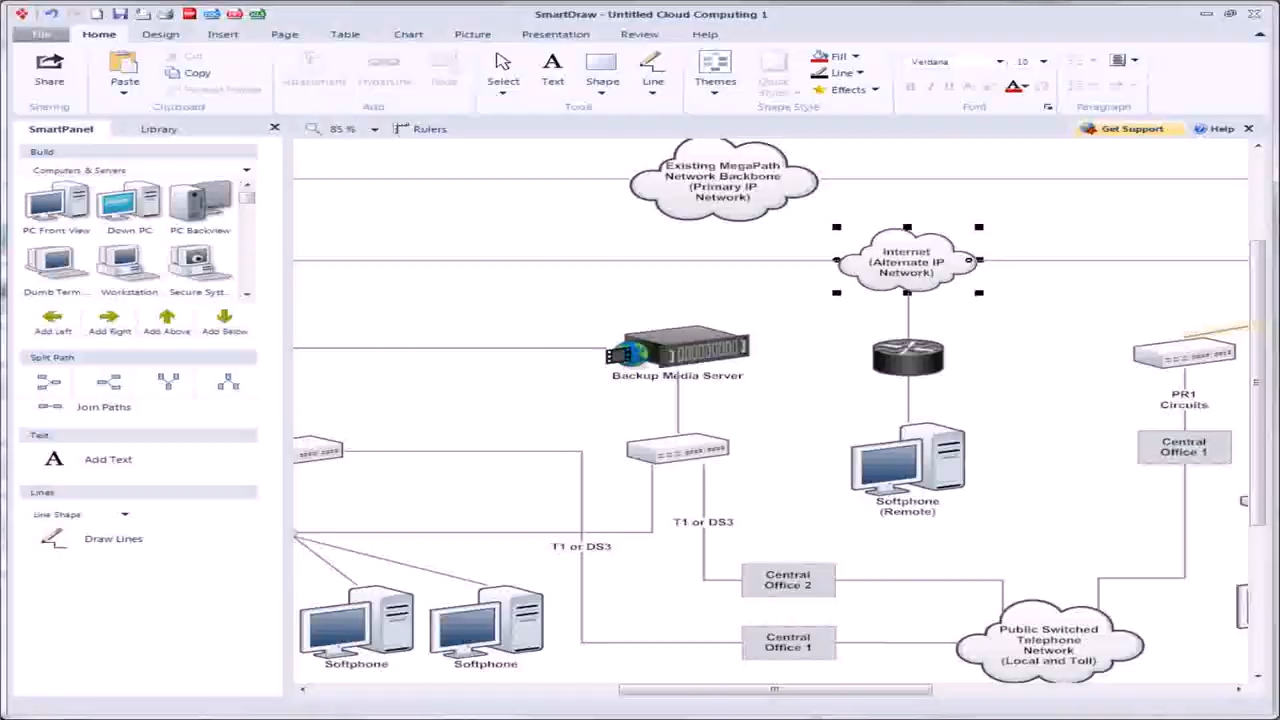 SmartDraw - Untitled Cloud Computing 1
File Home Design Insert Page Table Chart Picture Presentation Review Help
Share
Paste
Cut
Copy
Select
Text
Shape
Line
Themes
Quick
Styles
Fill
Line
Effects
Verdana 10
Sharing Clipboard Add Tools Shape Style Font Paragraph
SmartPanel Library
85 % Rulers
Get Support Help
Build
Computers & Servers
PC Front View Down PC PC Backview
Dumb Term... Workstation Secure Syst...
Add Left Add Right Add Above Add Below
Split Path
Join Paths
Text
A Add Text
Lines
Line Shape
Draw Lines
Existing MegaPath
Network Backbone
(Primary IP
Network)
Internet
(Alternate IP
Network)
Backup Media Server
PR1
Circuits
Central
Office 1
Softphone
(Remote)
T1 or DS3
T1 or DS3
Central
Office 2
Public Switched
Telephone
Network
(Local and Toll)
Central
Office 1
Softphone
Softphone